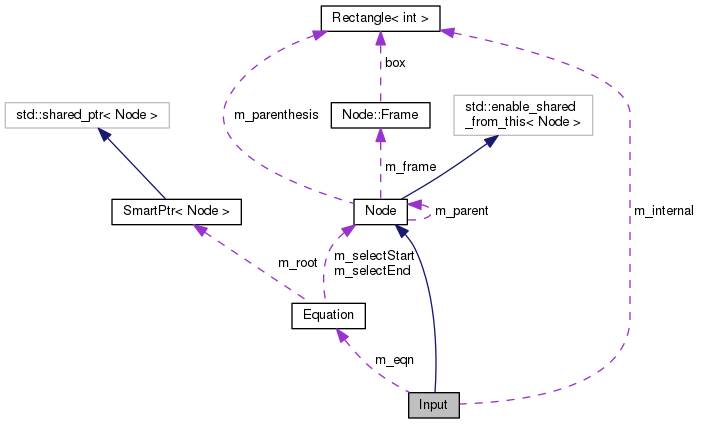 Rectangle< int >
box
std::shared_ptr< Node >
m_parenthesis
Node::Frame
std::enable_shared
_from_this< Node >
m_frame
SmartPtr< Node >
Node
m_parent
m_internal
m_root
m_selectStart
m_selectEnd
Equation
m_eqn
Input